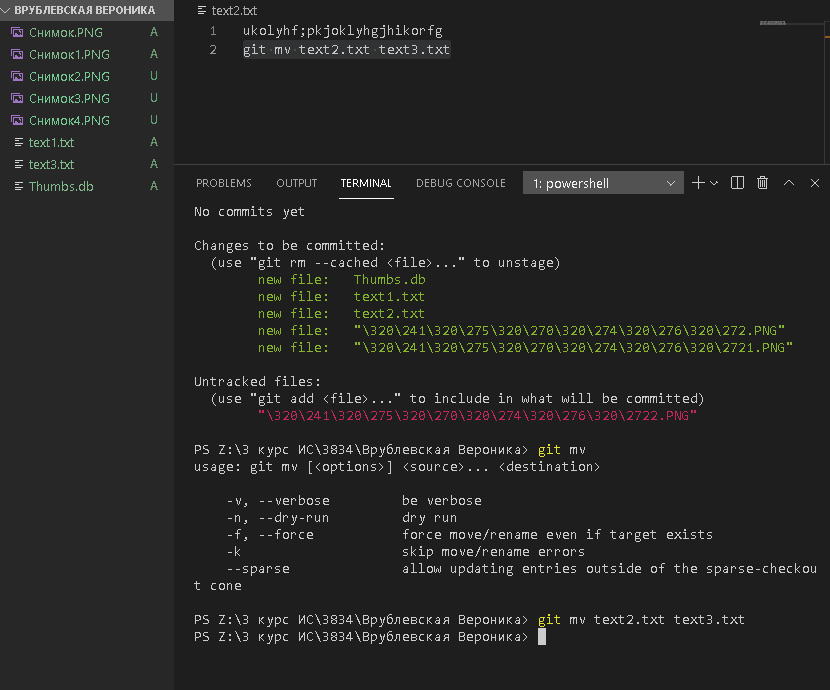 ВРУБЛЕВСКАЯ ВЕРОНИКА
Снимок.PNG A
Снимок1.PNG A
Снимок2.PNG U
Снимок3.PNG U
Снимок4.PNG U
text1.txt A
text3.txt A
Thumbs.db A
text2.txt
1 ukolyhf;pkjoklyhgjhikorfg
2 git mv text2.txt text3.txt
PROBLEMS OUTPUT TERMINAL DEBUG CONSOLE 1: powershell
No commits yet
Changes to be committed:
(use "git rm --cached <file>..." to unstage)
new file: Thumbs.db
new file: text1.txt
new file: text2.txt
new file: "\320\241\320\275\320\270\320\274\320\276\320\272.PNG"
new file: "\320\241\320\275\320\270\320\274\320\276\320\2721.PNG"
Untracked files:
(use "git add <file>..." to include in what will be committed)
"\320\241\320\275\320\270\320\274\320\276\320\2722.PNG"
PS Z:\3 курс ИС\3834\Врублевская Вероника> git mv
usage: git mv [<options>] <source>... <destination>
-v, --verbose be verbose
-n, --dry-run dry run
-f, --force force move/rename even if target exists
-k skip move/rename errors
--sparse allow updating entries outside of the sparse-checkou
t cone
PS Z:\3 курс ИС\3834\Врублевская Вероника> git mv text2.txt text3.txt
PS Z:\3 курс ИС\3834\Врублевская Вероника>